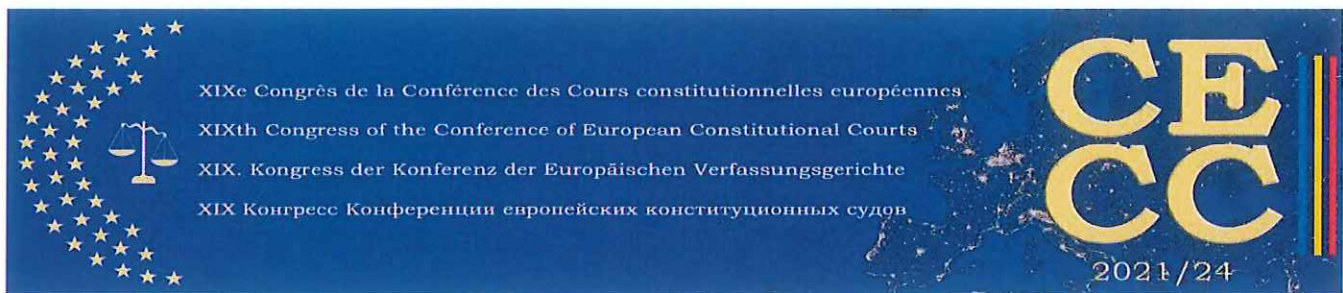 XIXe Congrès de la Conférence des Cours constitutionnelles européennes
XIXth Congress of the Conference of European Constitutional Courts
XIX. Kongress der Konferenz der Europäischen Verfassungsgerichte
XIX Конгресс Конференции европейских конституционных судов
CE
CC
2021/24